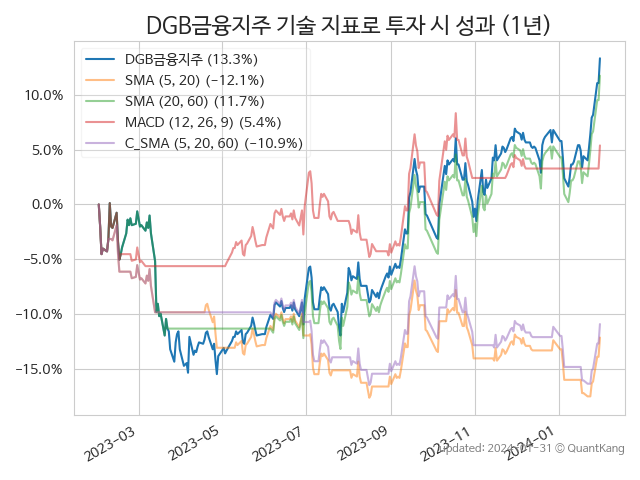 DGB금융지주 기술 지표로 투자 시 성과 (1년)
DGB금융지주 (13.3%)
SMA (5, 20) (−12.1%)
SMA (20, 60) (11.7%)
MACD (12, 26, 9) (5.4%)
C_SMA (5, 20, 60) (−10.9%)
10.0%
5.0%
0.0%
−5.0%
−10.0%
−15.0%
2023-03
2023-05
2023-07
2023-09
2023-11
2024-01
updated: 2024-01-31 © QuantKang